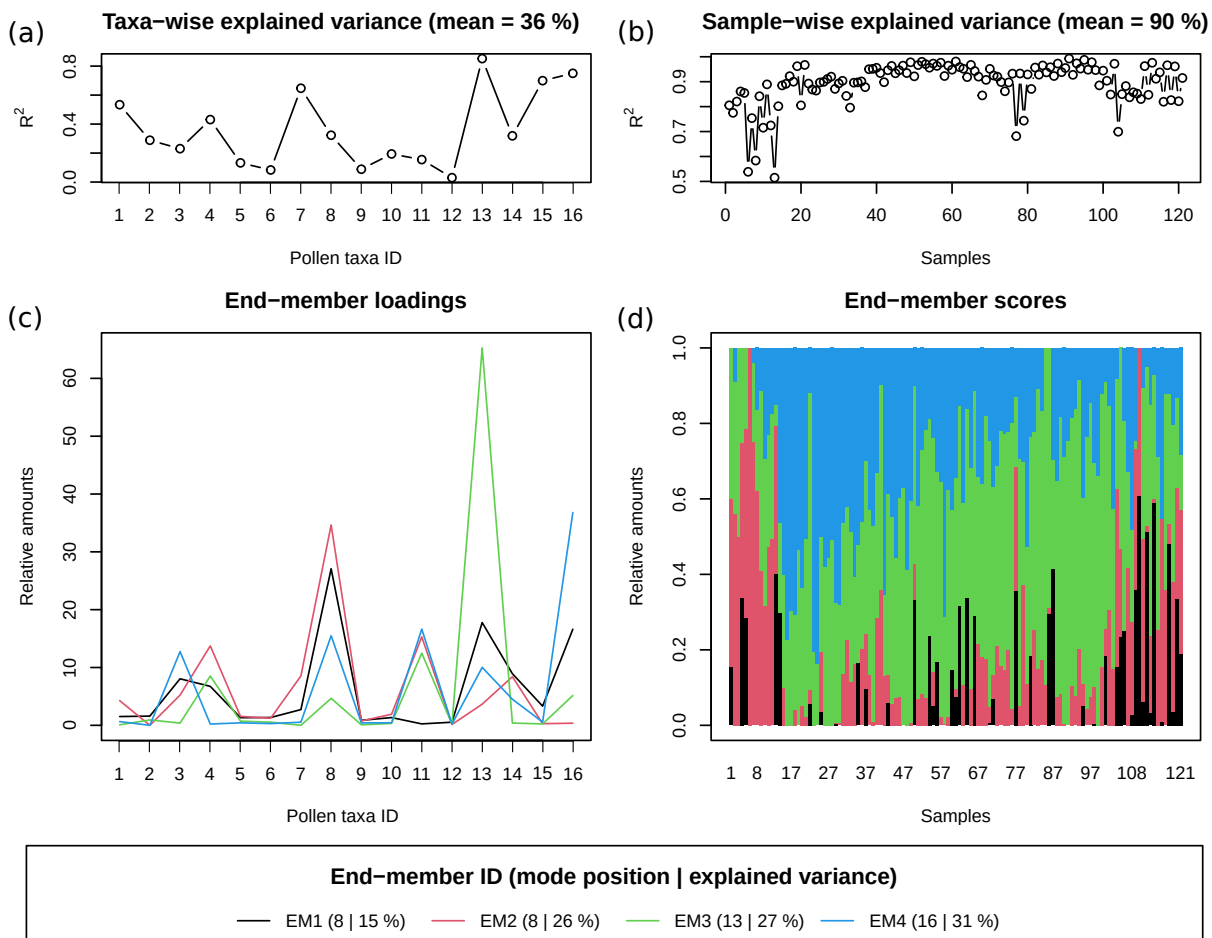 (a)
Taxa−wise explained variance (mean = 36 %)
R2
0.0 0.4 0.8
1 2 3 4 5 6 7 8 9 10 11 12 13 14 15 16
Pollen taxa ID
(b)
Sample−wise explained variance (mean = 90 %)
R2
0.5 0.7 0.9
0 20 40 60 80 100 120
Samples
(c)
End−member loadings
Relative amounts
0 10 20 30 40 50 60
1 2 3 4 5 6 7 8 9 10 11 12 13 14 15 16
Pollen taxa ID
(d)
End−member scores
Relative amounts
0.0 0.2 0.4 0.6 0.8 1.0
1 8 17 27 37 47 57 67 77 87 97 108 121
Samples
End−member ID (mode position | explained variance)
EM1 (8 | 15 %) EM2 (8 | 26 %) EM3 (13 | 27 %) EM4 (16 | 31 %)